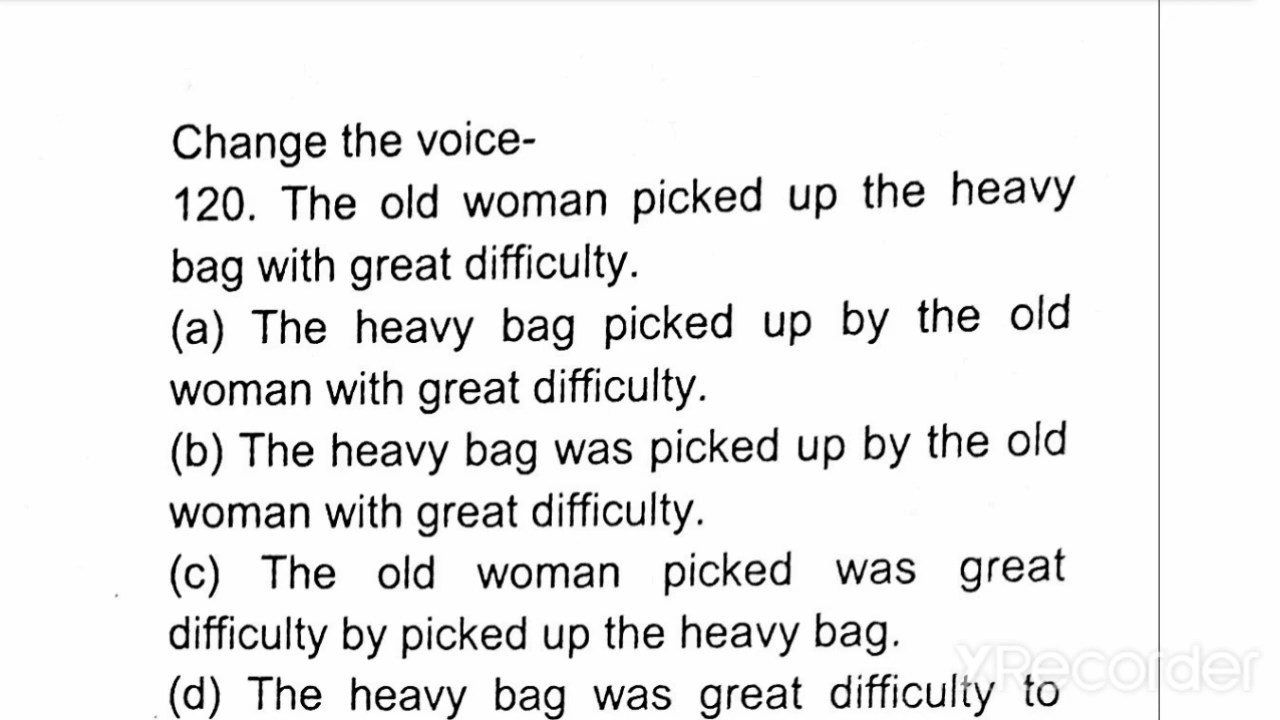 Change the voice-
120. The old woman picked up the heavy
bag with great difficulty.
(a) The heavy bag picked up by the old
woman with great difficulty.
(b) The heavy bag was picked up by the old
woman with great difficulty.
(c) The old woman picked was great
difficulty by picked up the heavy bag.
(d) The heavy bag was great difficulty to
XRecorder